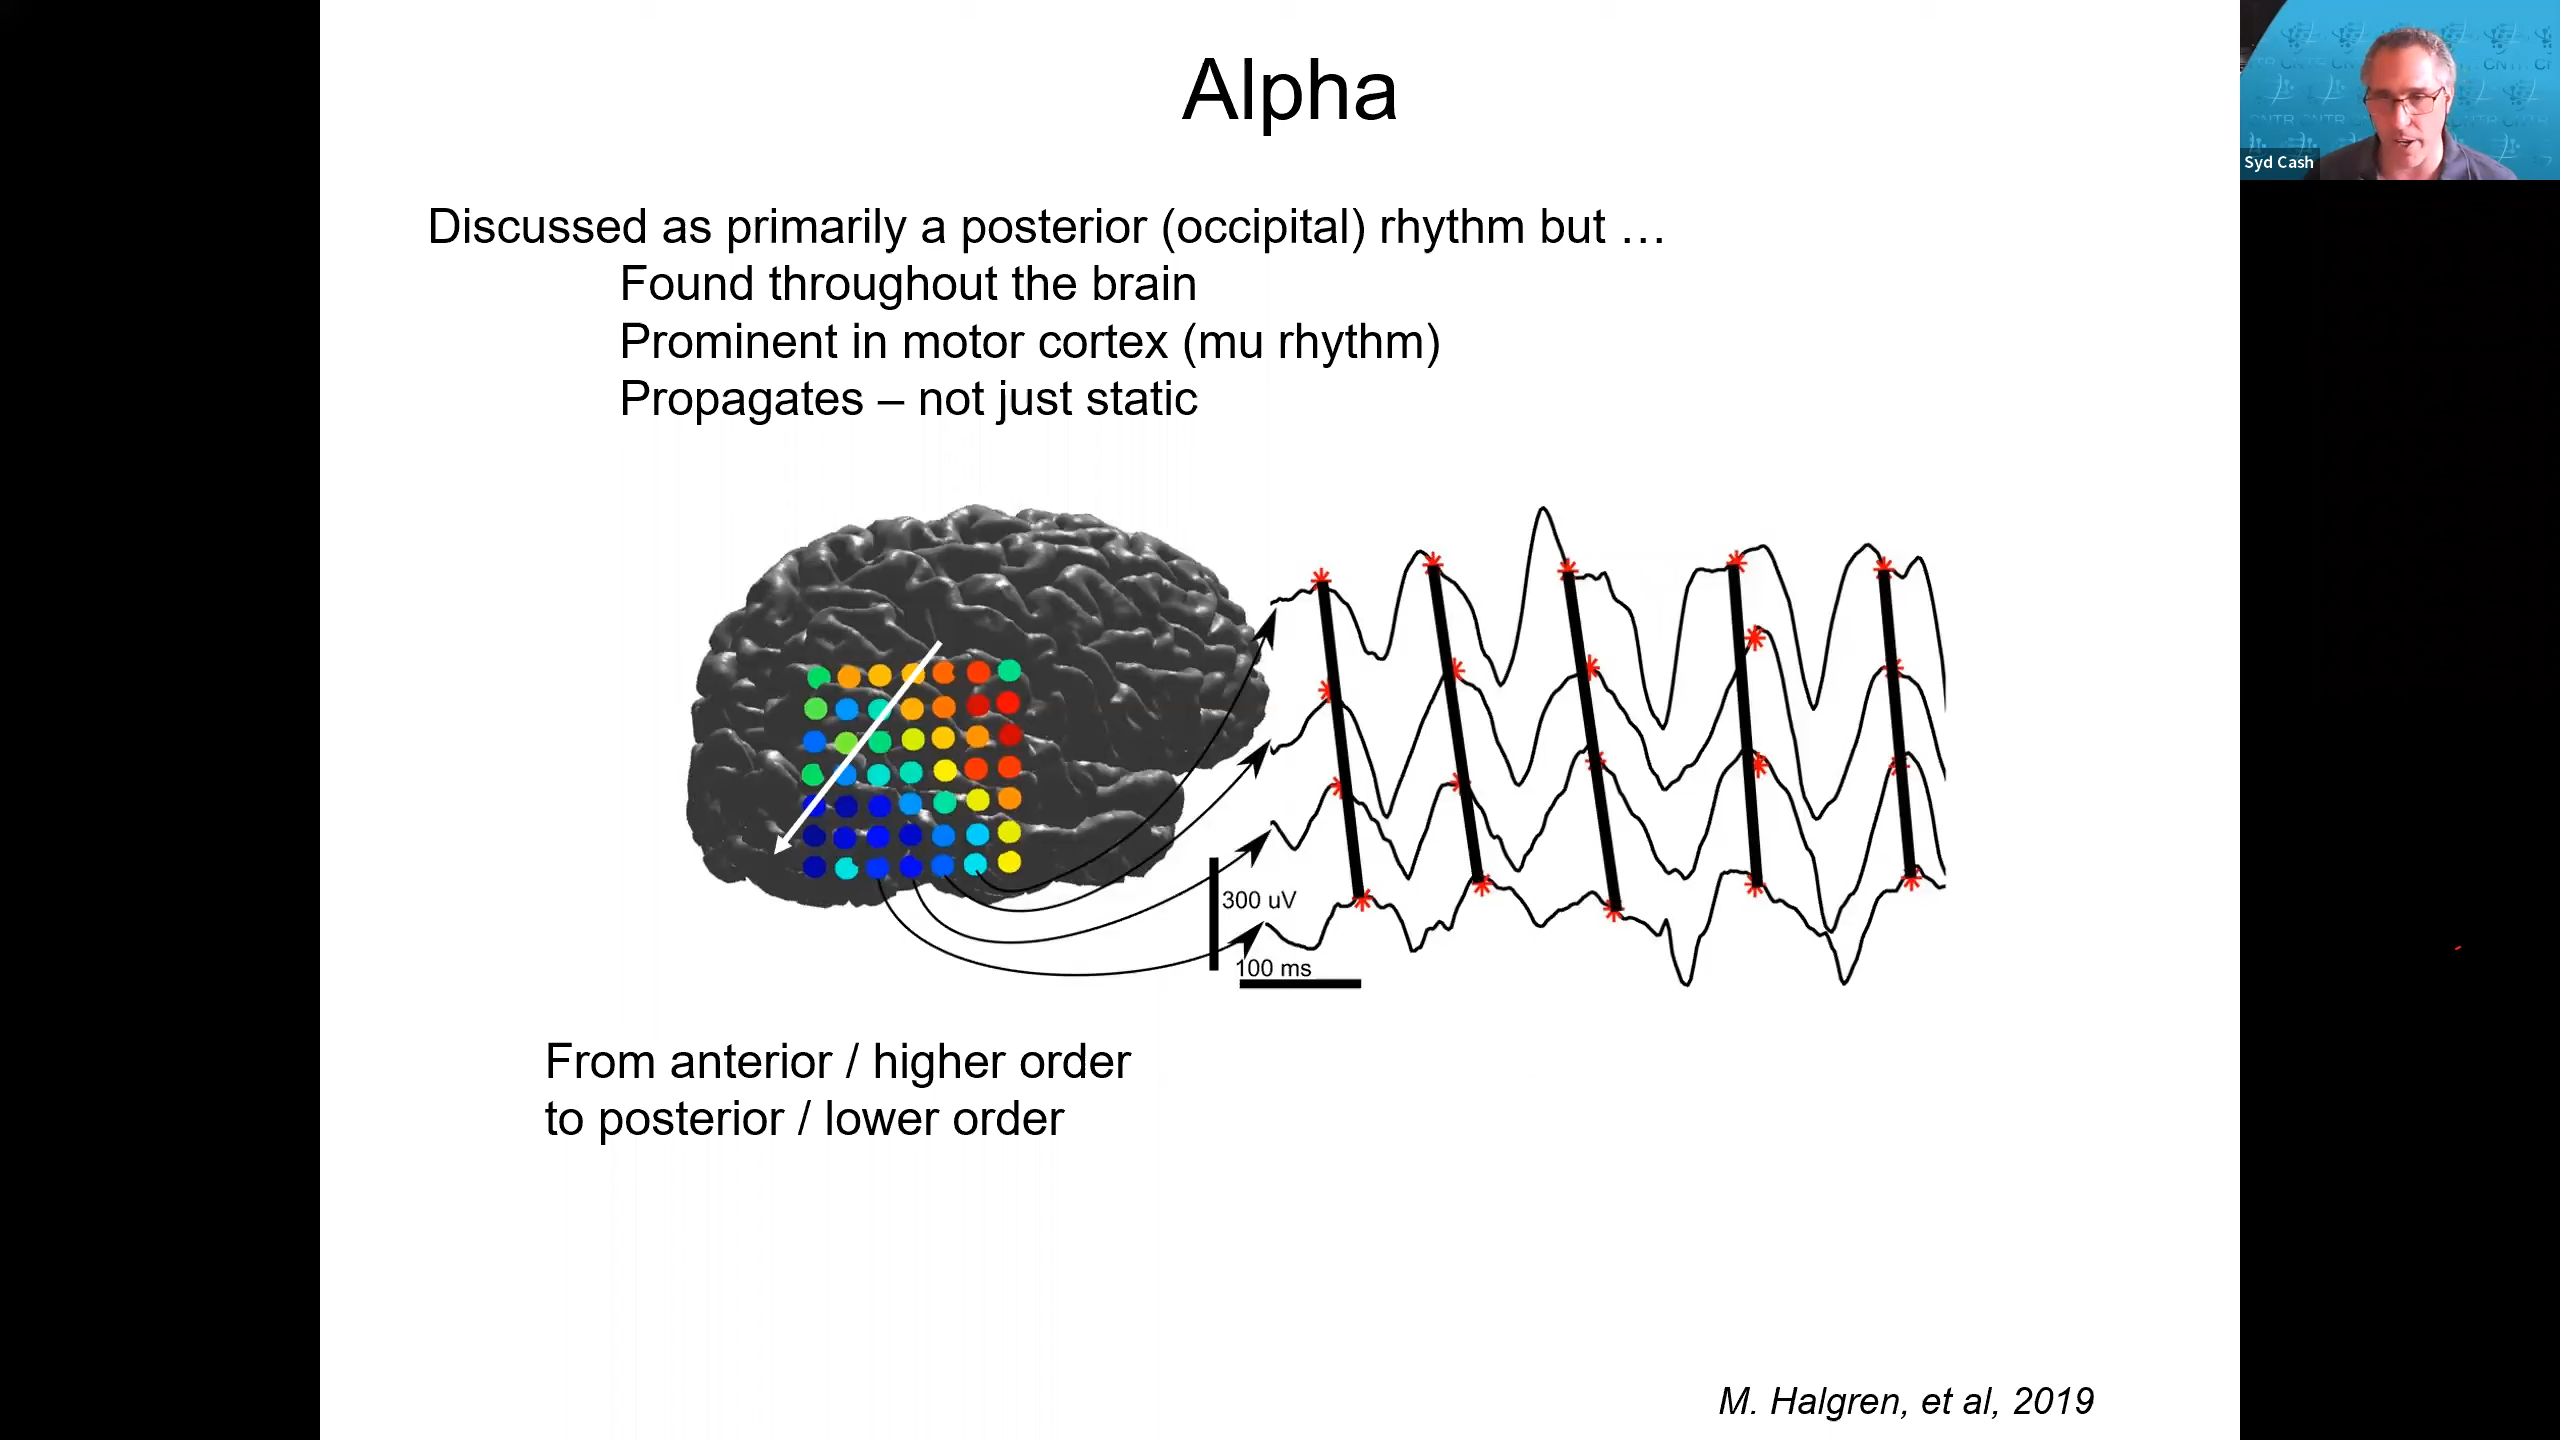 Alpha
Discussed as primarily a posterior (occipital) rhythm but …
Found throughout the brain
Prominent in motor cortex (mu rhythm)
Propagates – not just static
300 uV
100 ms
From anterior / higher order
to posterior / lower order
M. Halgren, et al, 2019
Syd Cash
CNTR CNTR